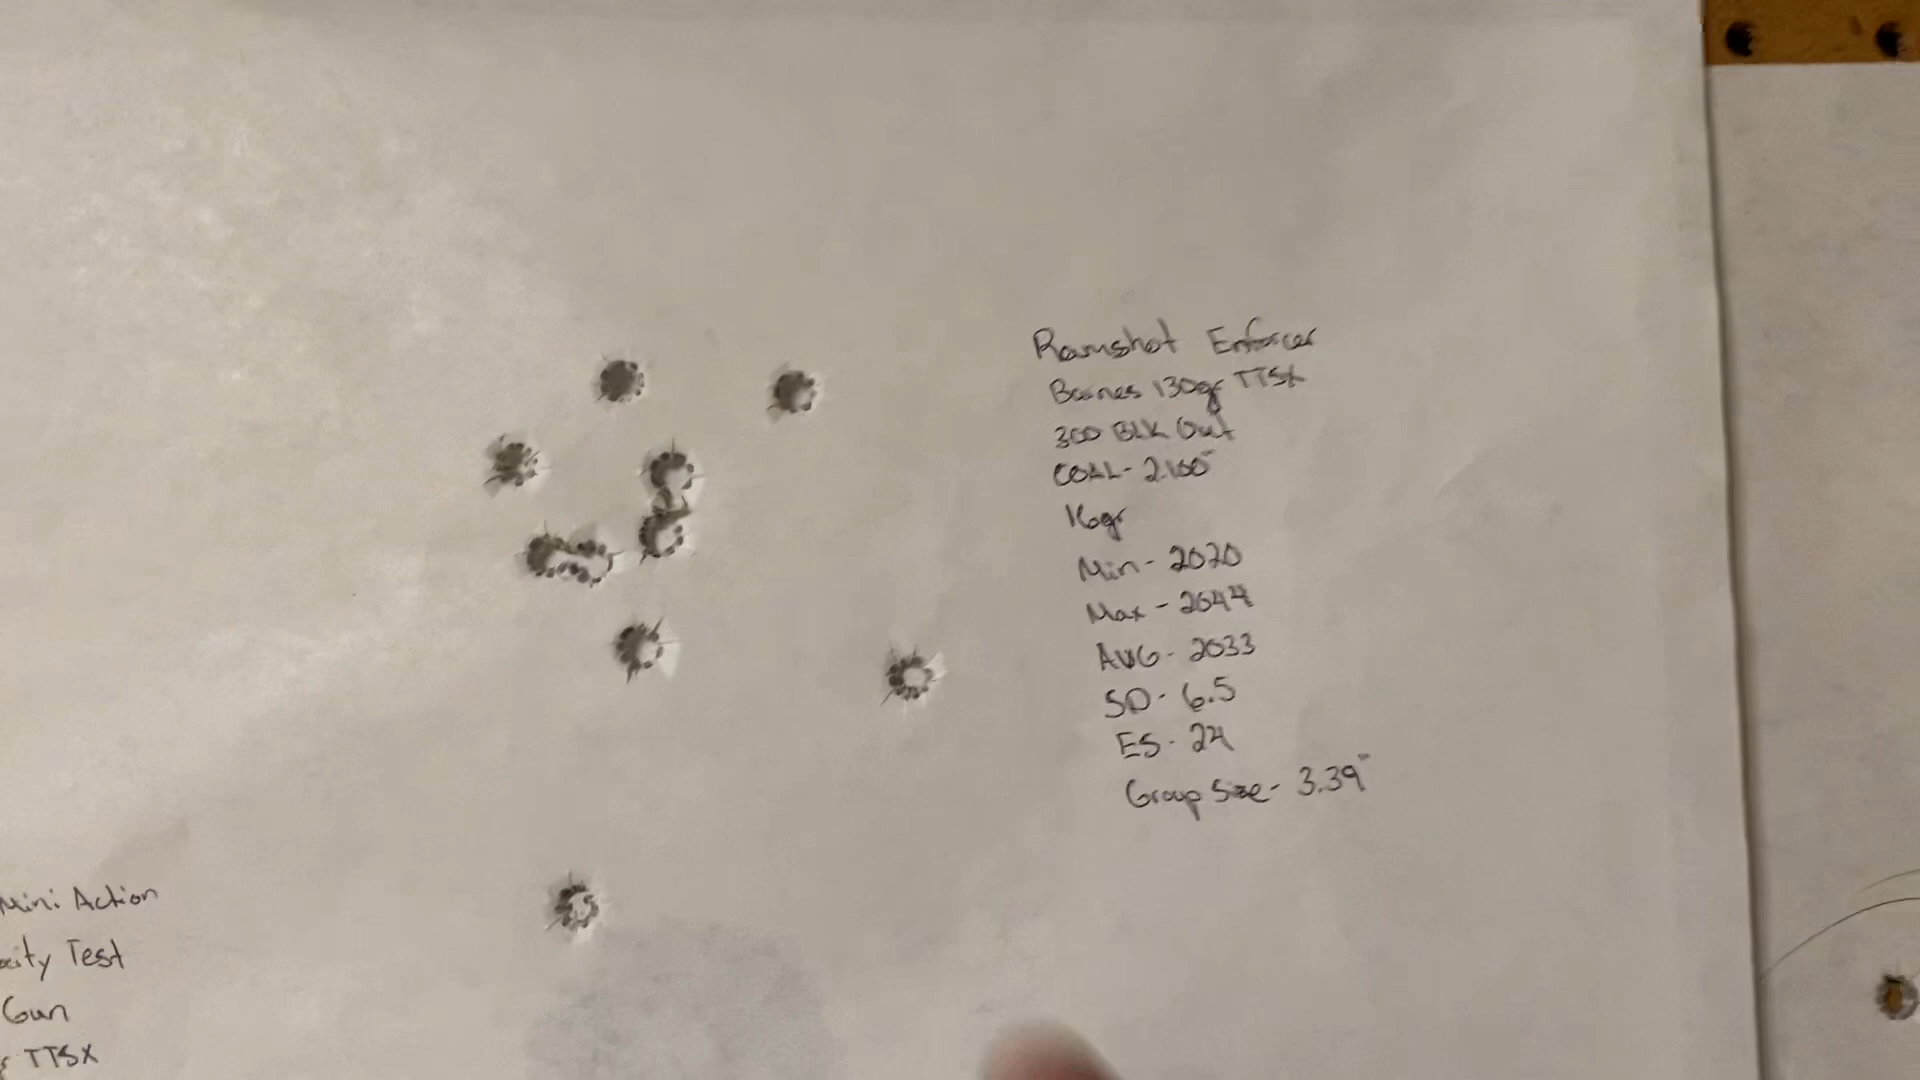 Ramshot Enforcer
Barnes 130gr TTSX
300 BLK Out
COAL- 2.100"
16gr
Min- 2020
Max- 2044
AVG- 2033
SD- 6.5
ES- 24
Group Size- 3.39"
Mini Action
Test
Gun
TTSX